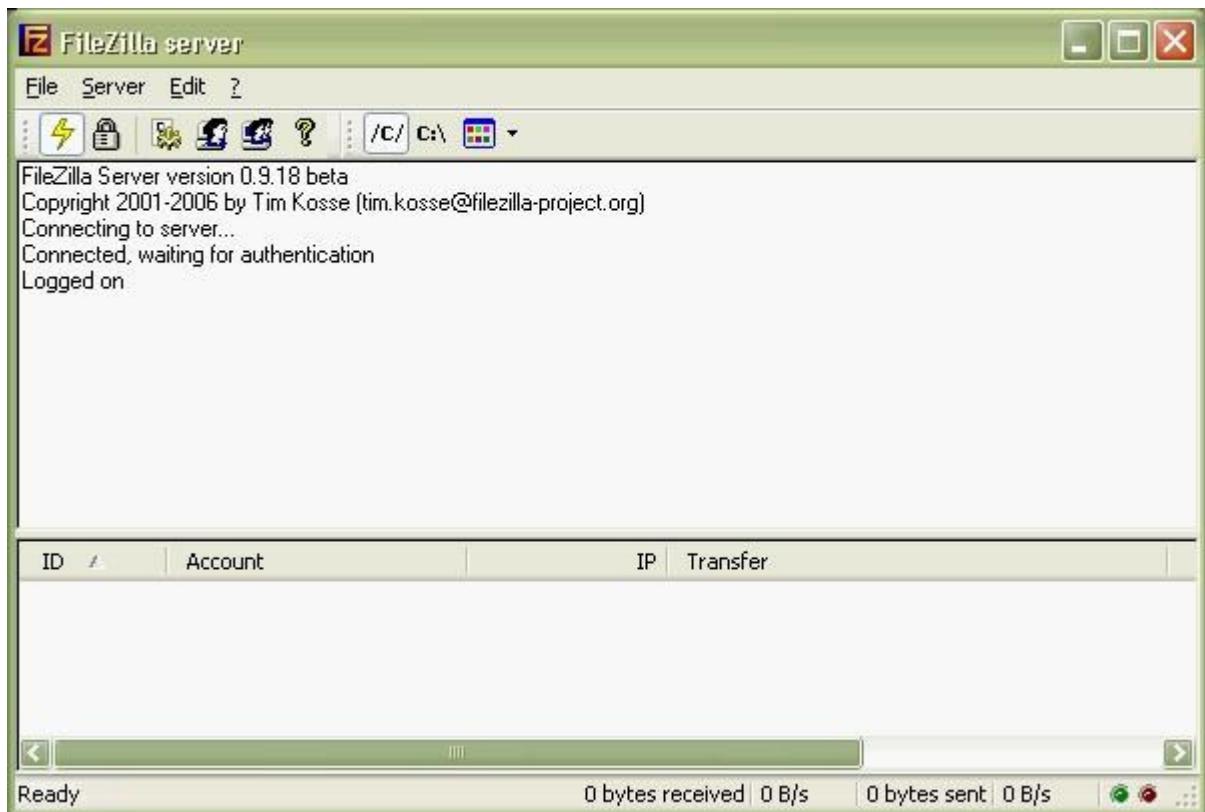 FileZilla server
File Server Edit ?
/C/ C:\
FileZilla Server version 0.9.18 beta
Copyright 2001-2006 by Tim Kosse (tim.kosse@filezilla-project.org)
Connecting to server...
Connected, waiting for authentication
Logged on
ID Account IP Transfer
Ready 0 bytes received 0 B/s 0 bytes sent 0 B/s